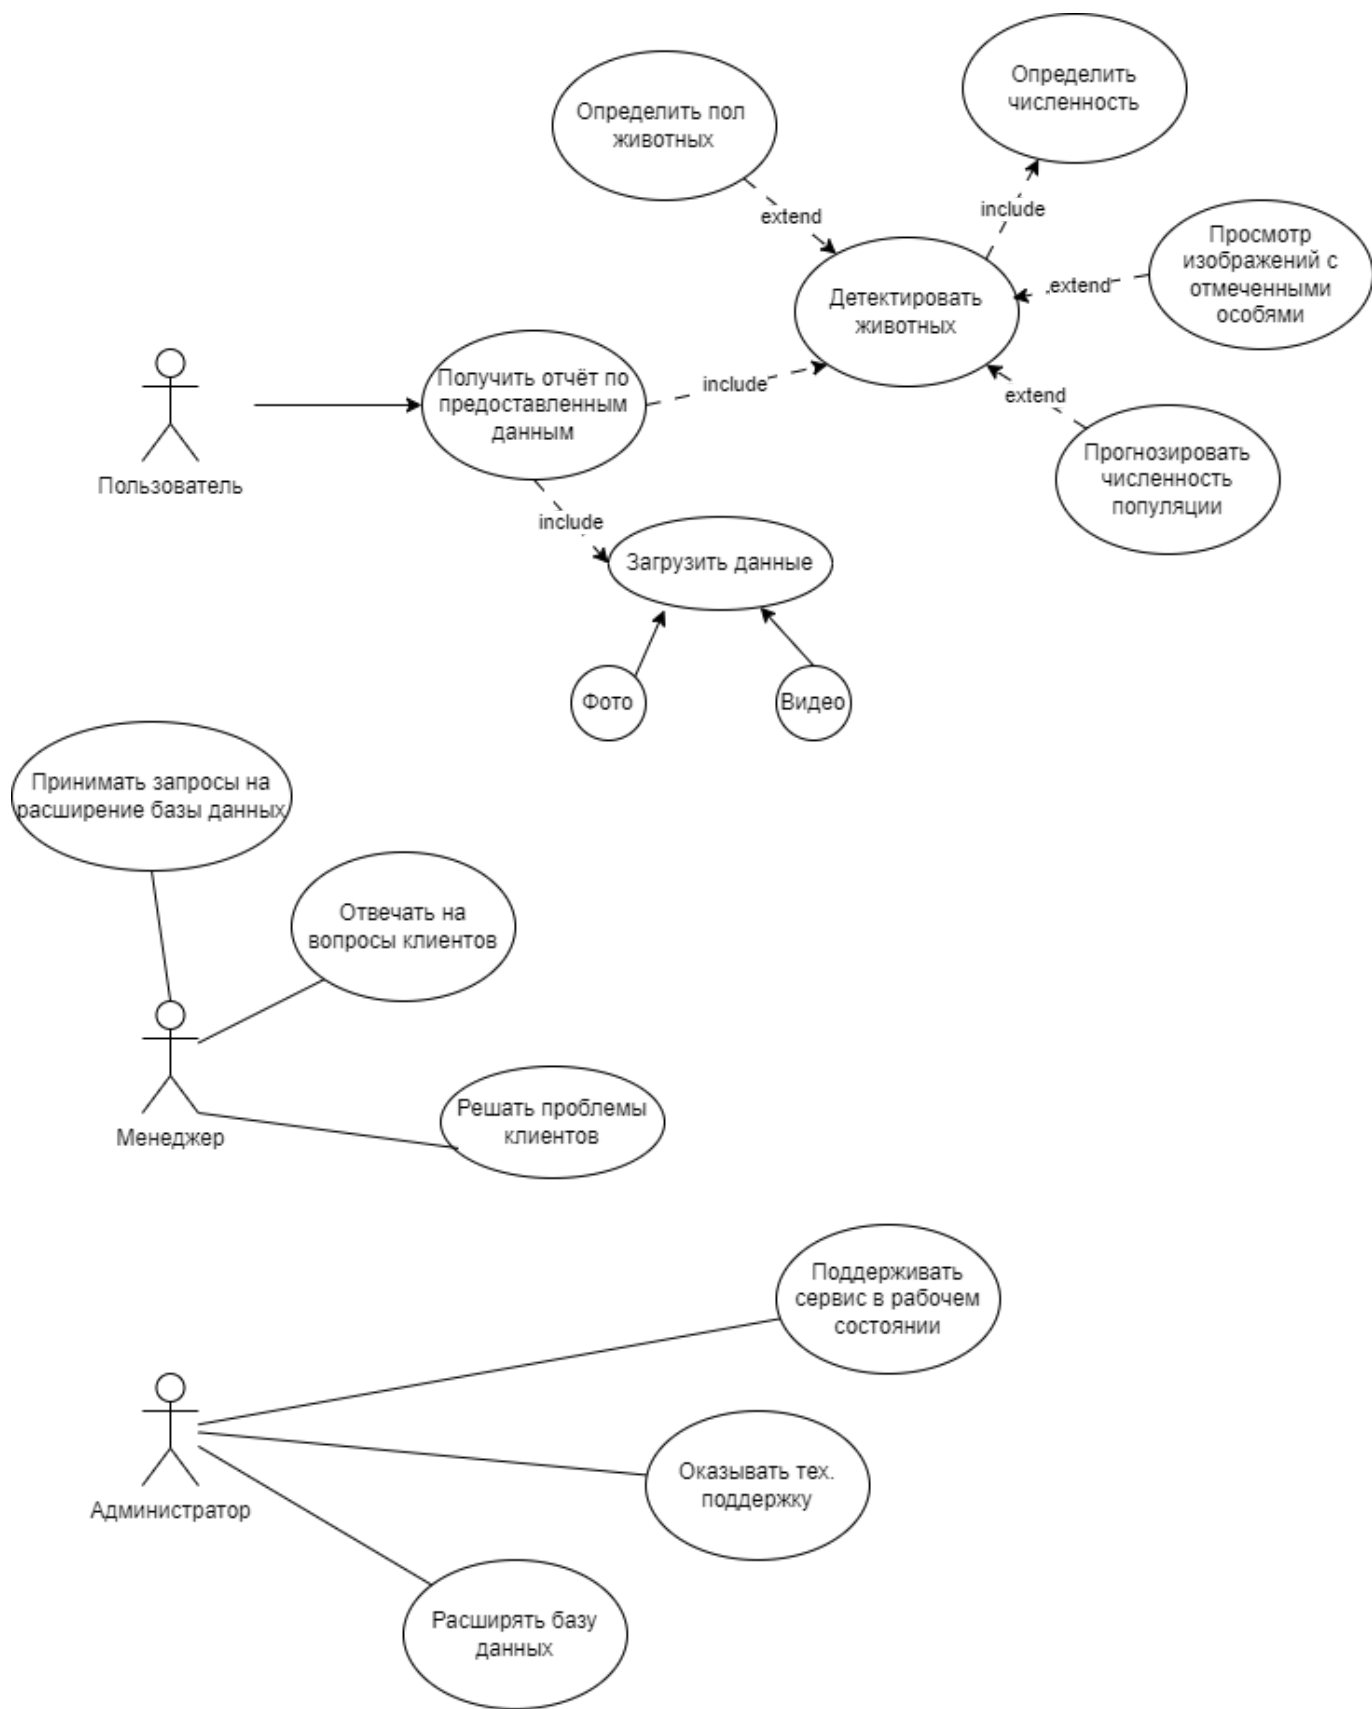 Определить
численность
Определить пол
животных
extend
include
Просмотр
изображений с
отмеченными
особями
extend
Детектировать
животных
Получить отчёт по
предоставленным
данным
include
extend
Пользователь
Прогнозировать
численность
популяции
include
Загрузить данные
Фото
Видео
Принимать запросы на
расширение базы данных
Отвечать на
вопросы клиентов
Менеджер
Решать проблемы
клиентов
Поддерживать
сервис в рабочем
состоянии
Администратор
Оказывать тех.
поддержку
Расширять базу
данных